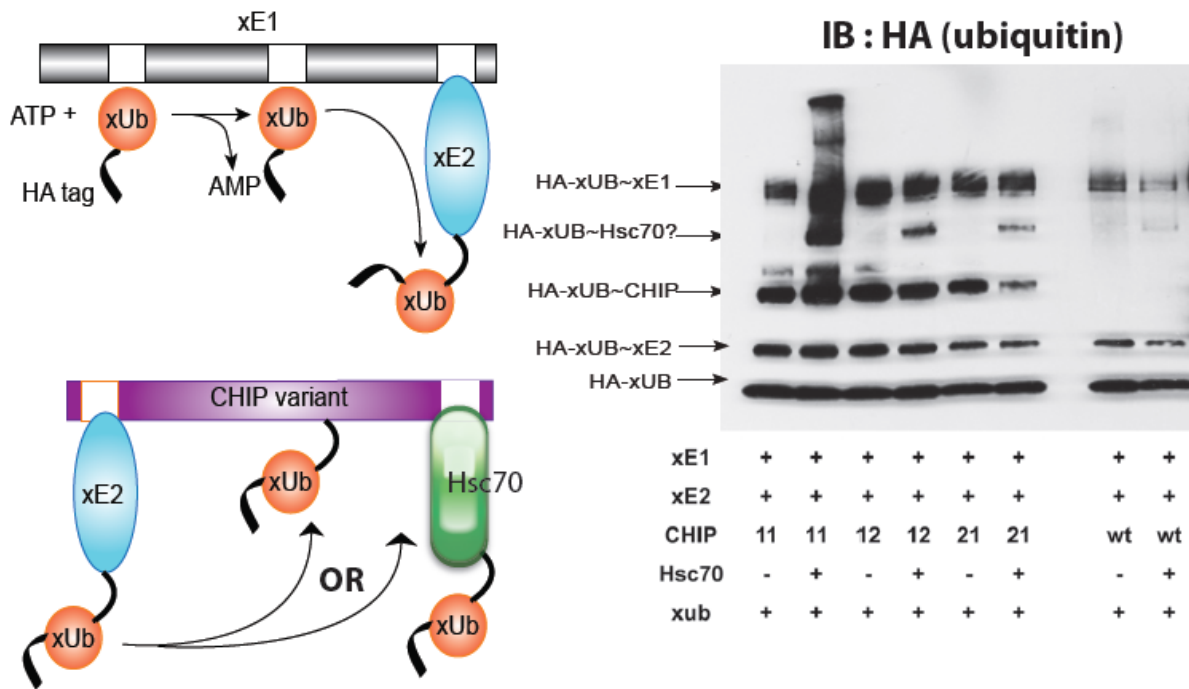 xE1
ATP +
xUb
xUb
xE2
HA tag
AMP
xUb
CHIP variant
xE2
xUb
Hsc70
OR
xUb
xUb
IB : HA (ubiquitin)
HA-xUB~xE1
HA-xUB~Hsc70?
HA-xUB~CHIP
HA-xUB~xE2
HA-xUB
xE1 + + + + + + + +
xE2 + + + + + + + +
CHIP 11 11 12 12 21 21 wt wt
Hsc70 - + - + - + - +
xub + + + + + + + +